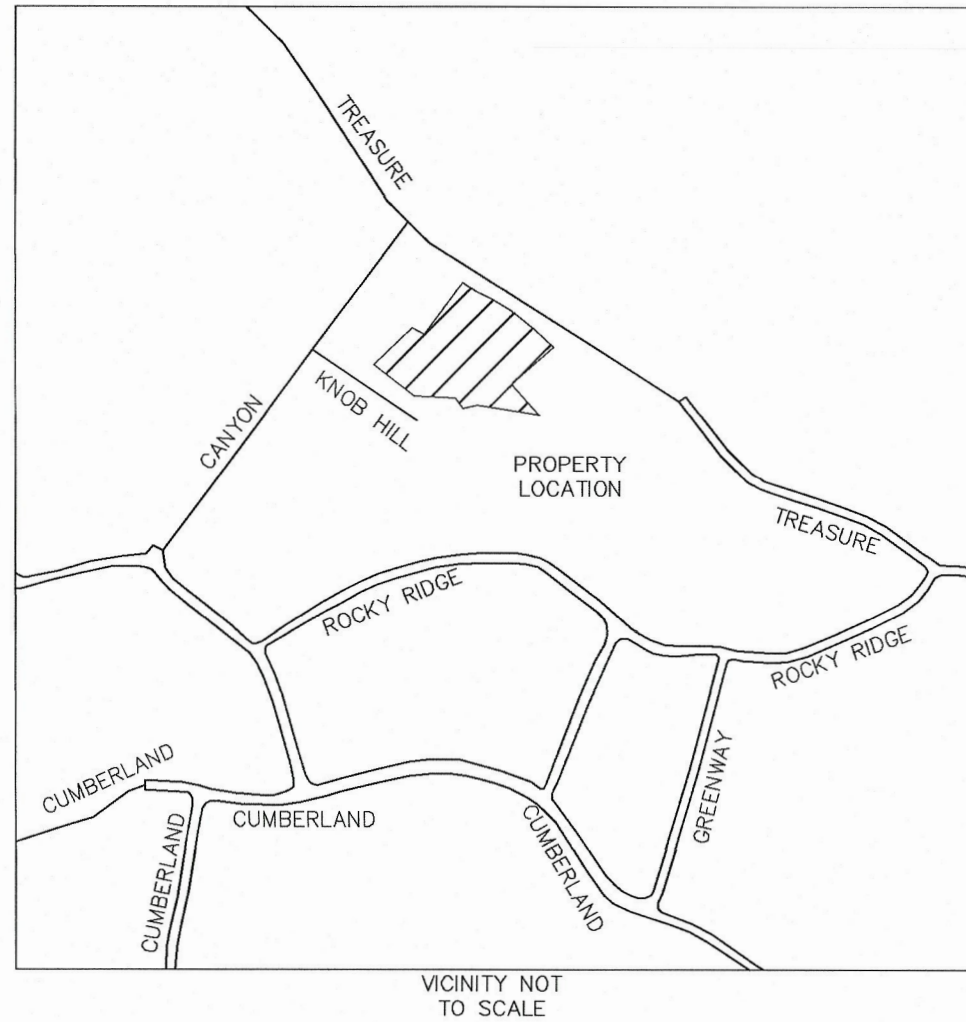 TREASURE
CANYON
KNOB HILL
PROPERTY
LOCATION
TREASURE
ROCKY RIDGE
ROCKY RIDGE
CUMBERLAND
CUMBERLAND
CUMBERLAND
CUMBERLAND
GREENWAY
VICINITY NOT
TO SCALE